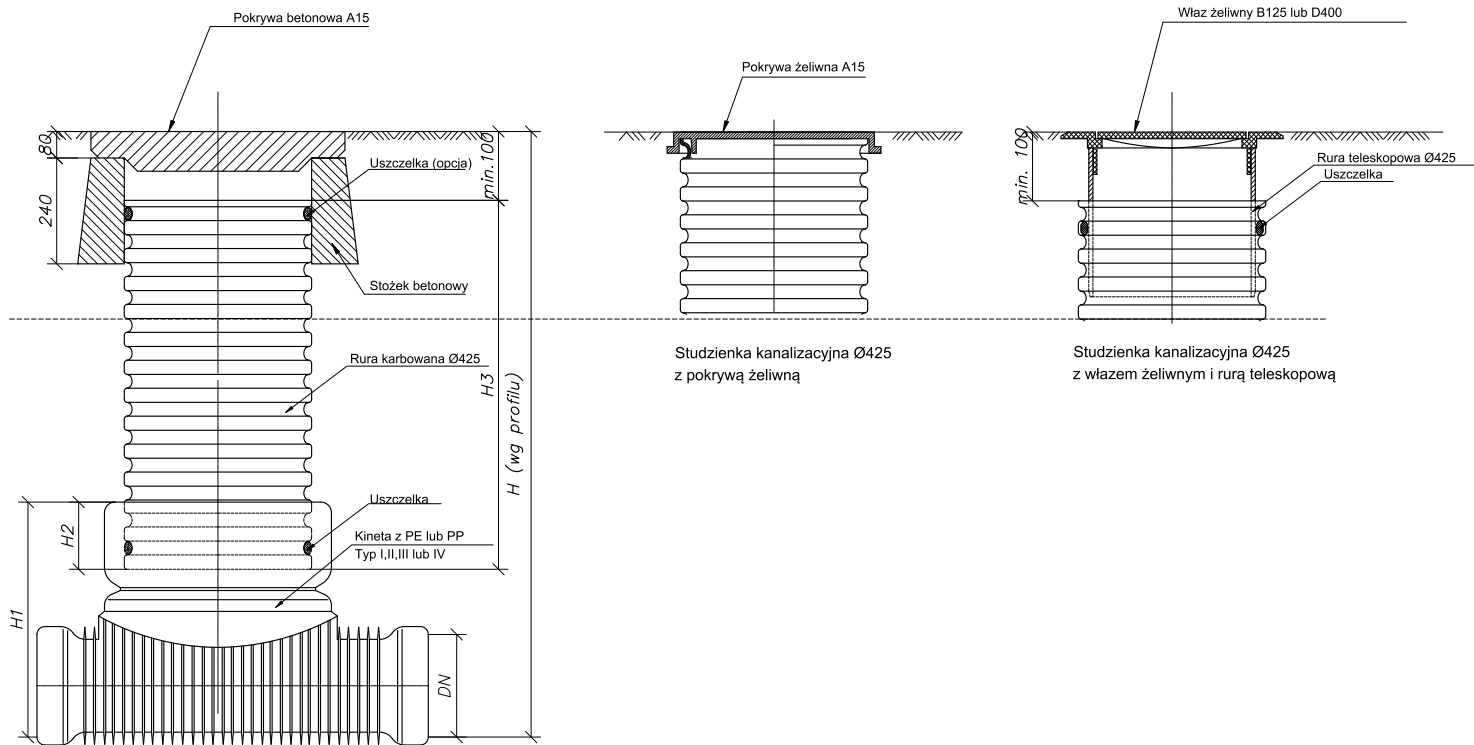 Pokrywa betonowa A15
Uszczelka (opcja)
Stożek betonowy
Rura karbowana Ø425
Uszczelka
Kineta z PE lub PP
Typ I,II,III lub IV
80
240
min.100
H3
H (wg profilu)
H2
H1
DN
Pokrywa żeliwna A15
Studzienka kanalizacyjna Ø425
z pokrywą żeliwną
Właz żeliwny B125 lub D400
min. 100
Rura teleskopowa Ø425
Uszczelka
Studzienka kanalizacyjna Ø425
z włazem żeliwnym i rurą teleskopową